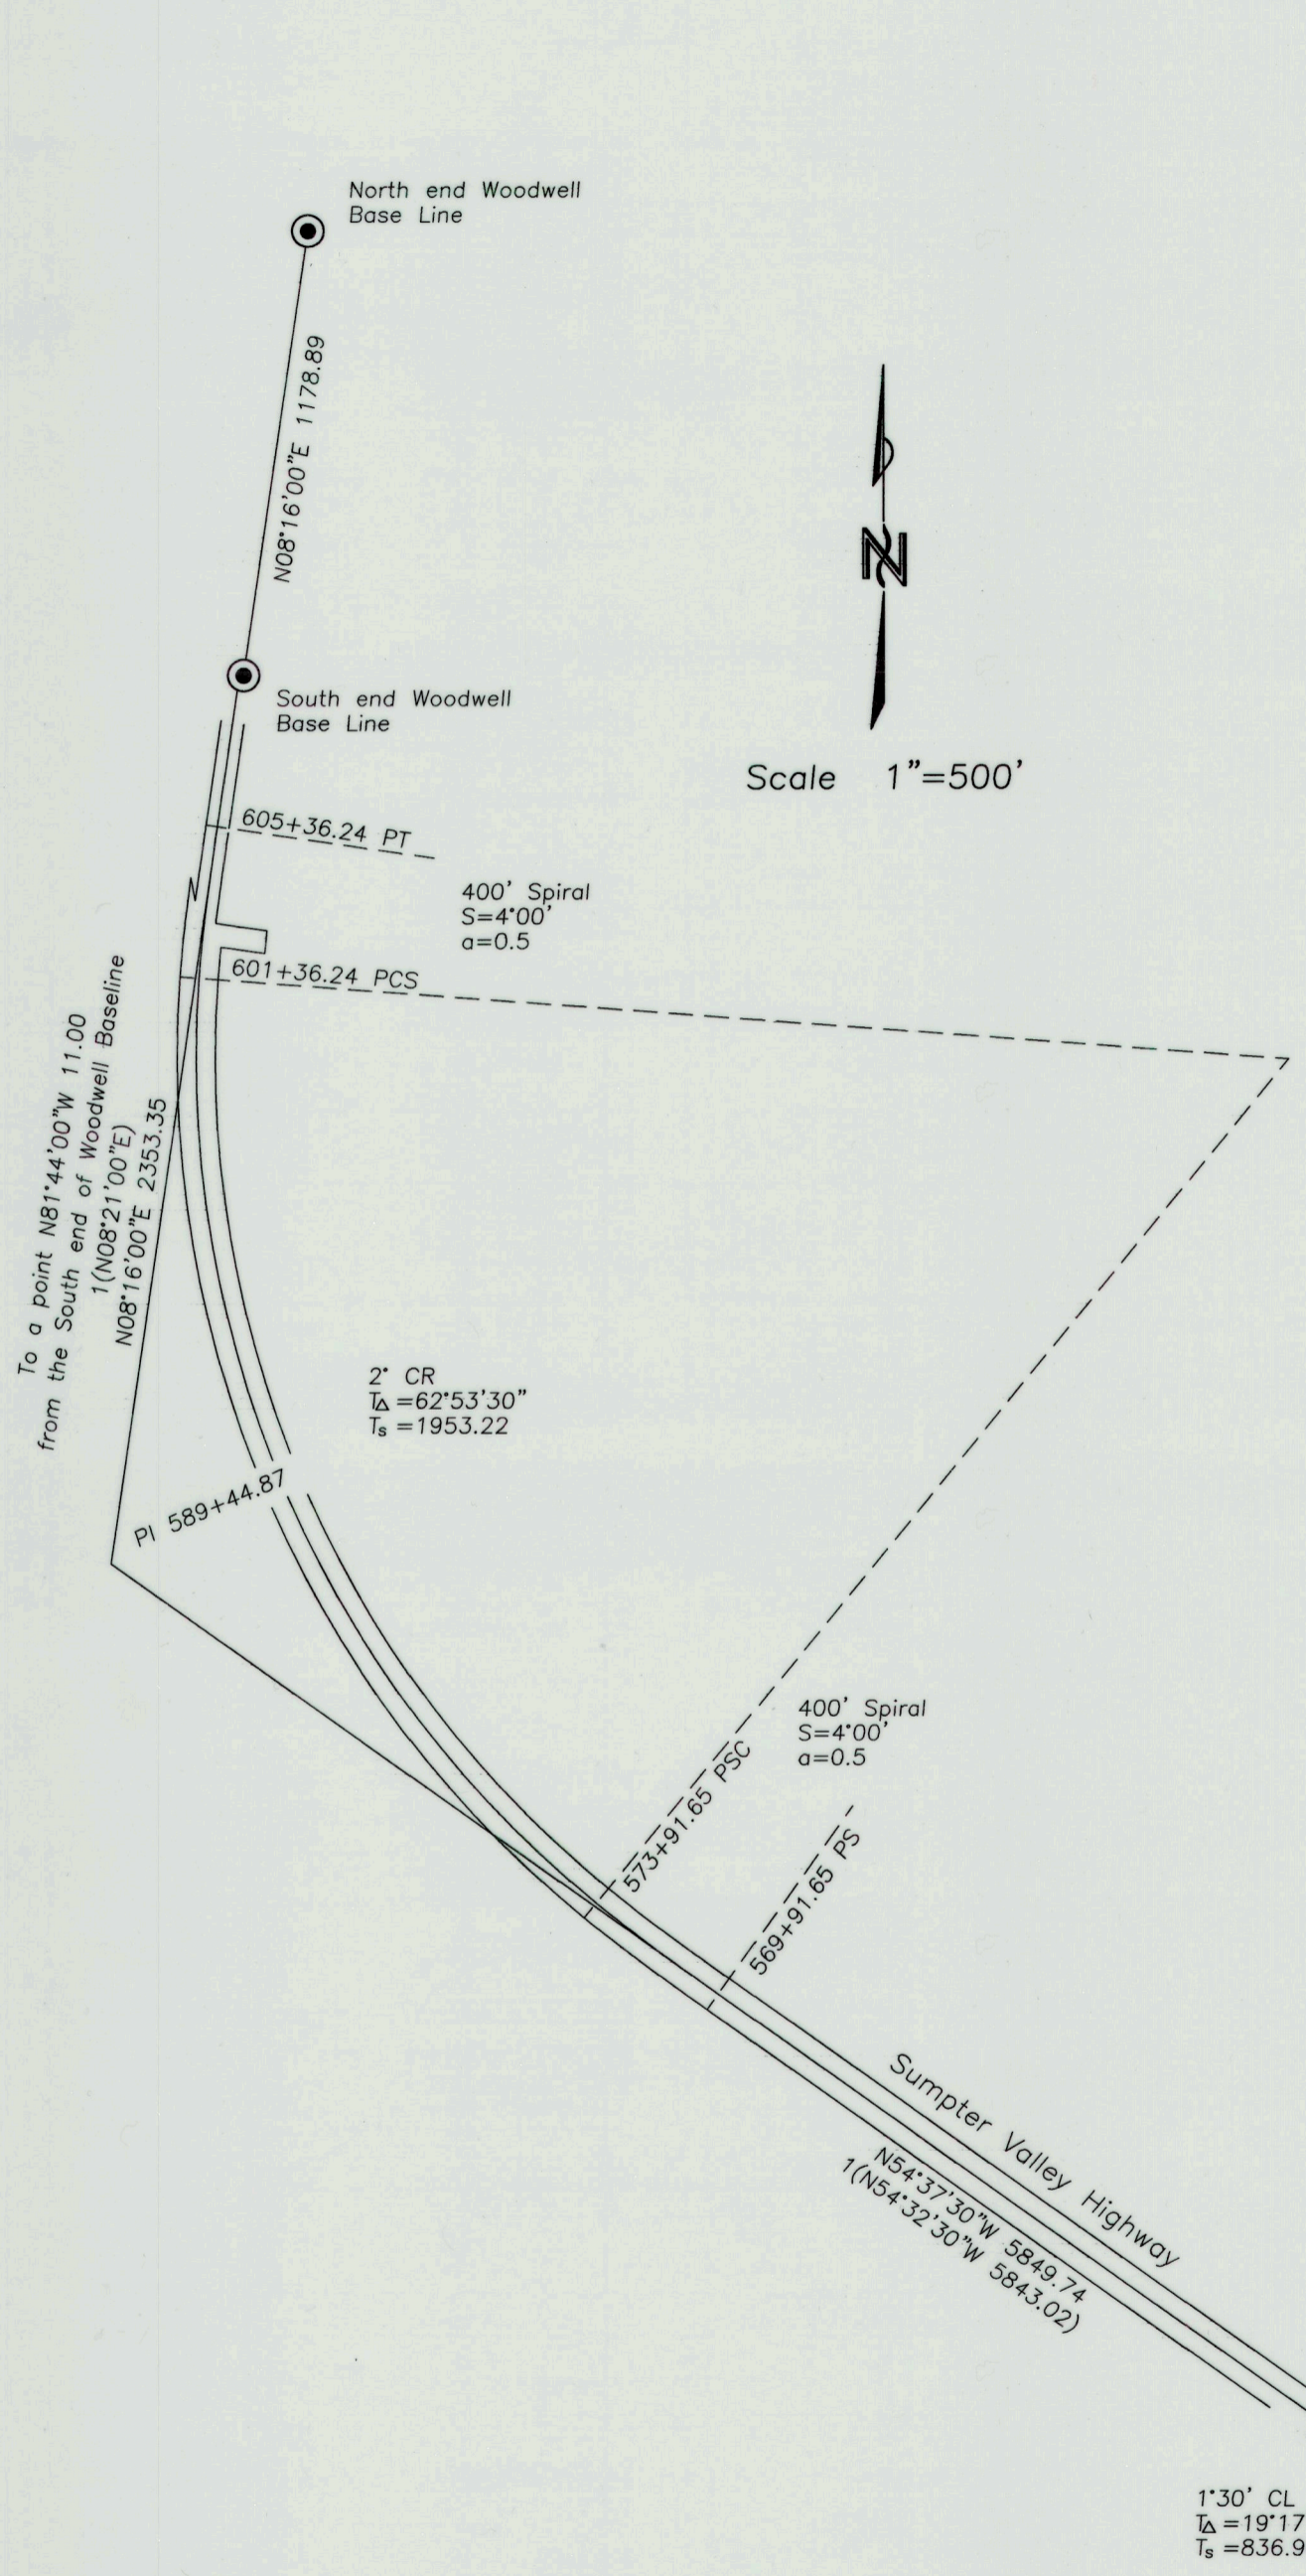 North end Woodwell
Base Line
N08°16'00"E 1178.89
South end Woodwell
Base Line
N
Scale 1"=500'
605+36.24 PT
400' Spiral
S=4°00'
a=0.5
601+36.24 PCS
To a point N81°44'00"W 11.00
from the South end of Woodwell Baseline
1(N08°21'00"E)
N08°16'00"E 2353.35
2° CR
T∆ =62°53'30"
Ts =1953.22
PI 589+44.87
400' Spiral
S=4°00'
a=0.5
573+91.65 PSC
569+91.65 PS
Sumpter Valley Highway
N54°37'30"W 5849.74
1(N54°32'30"W 5843.02)
1°30' CL
T∆ =19°17
Ts =836.9